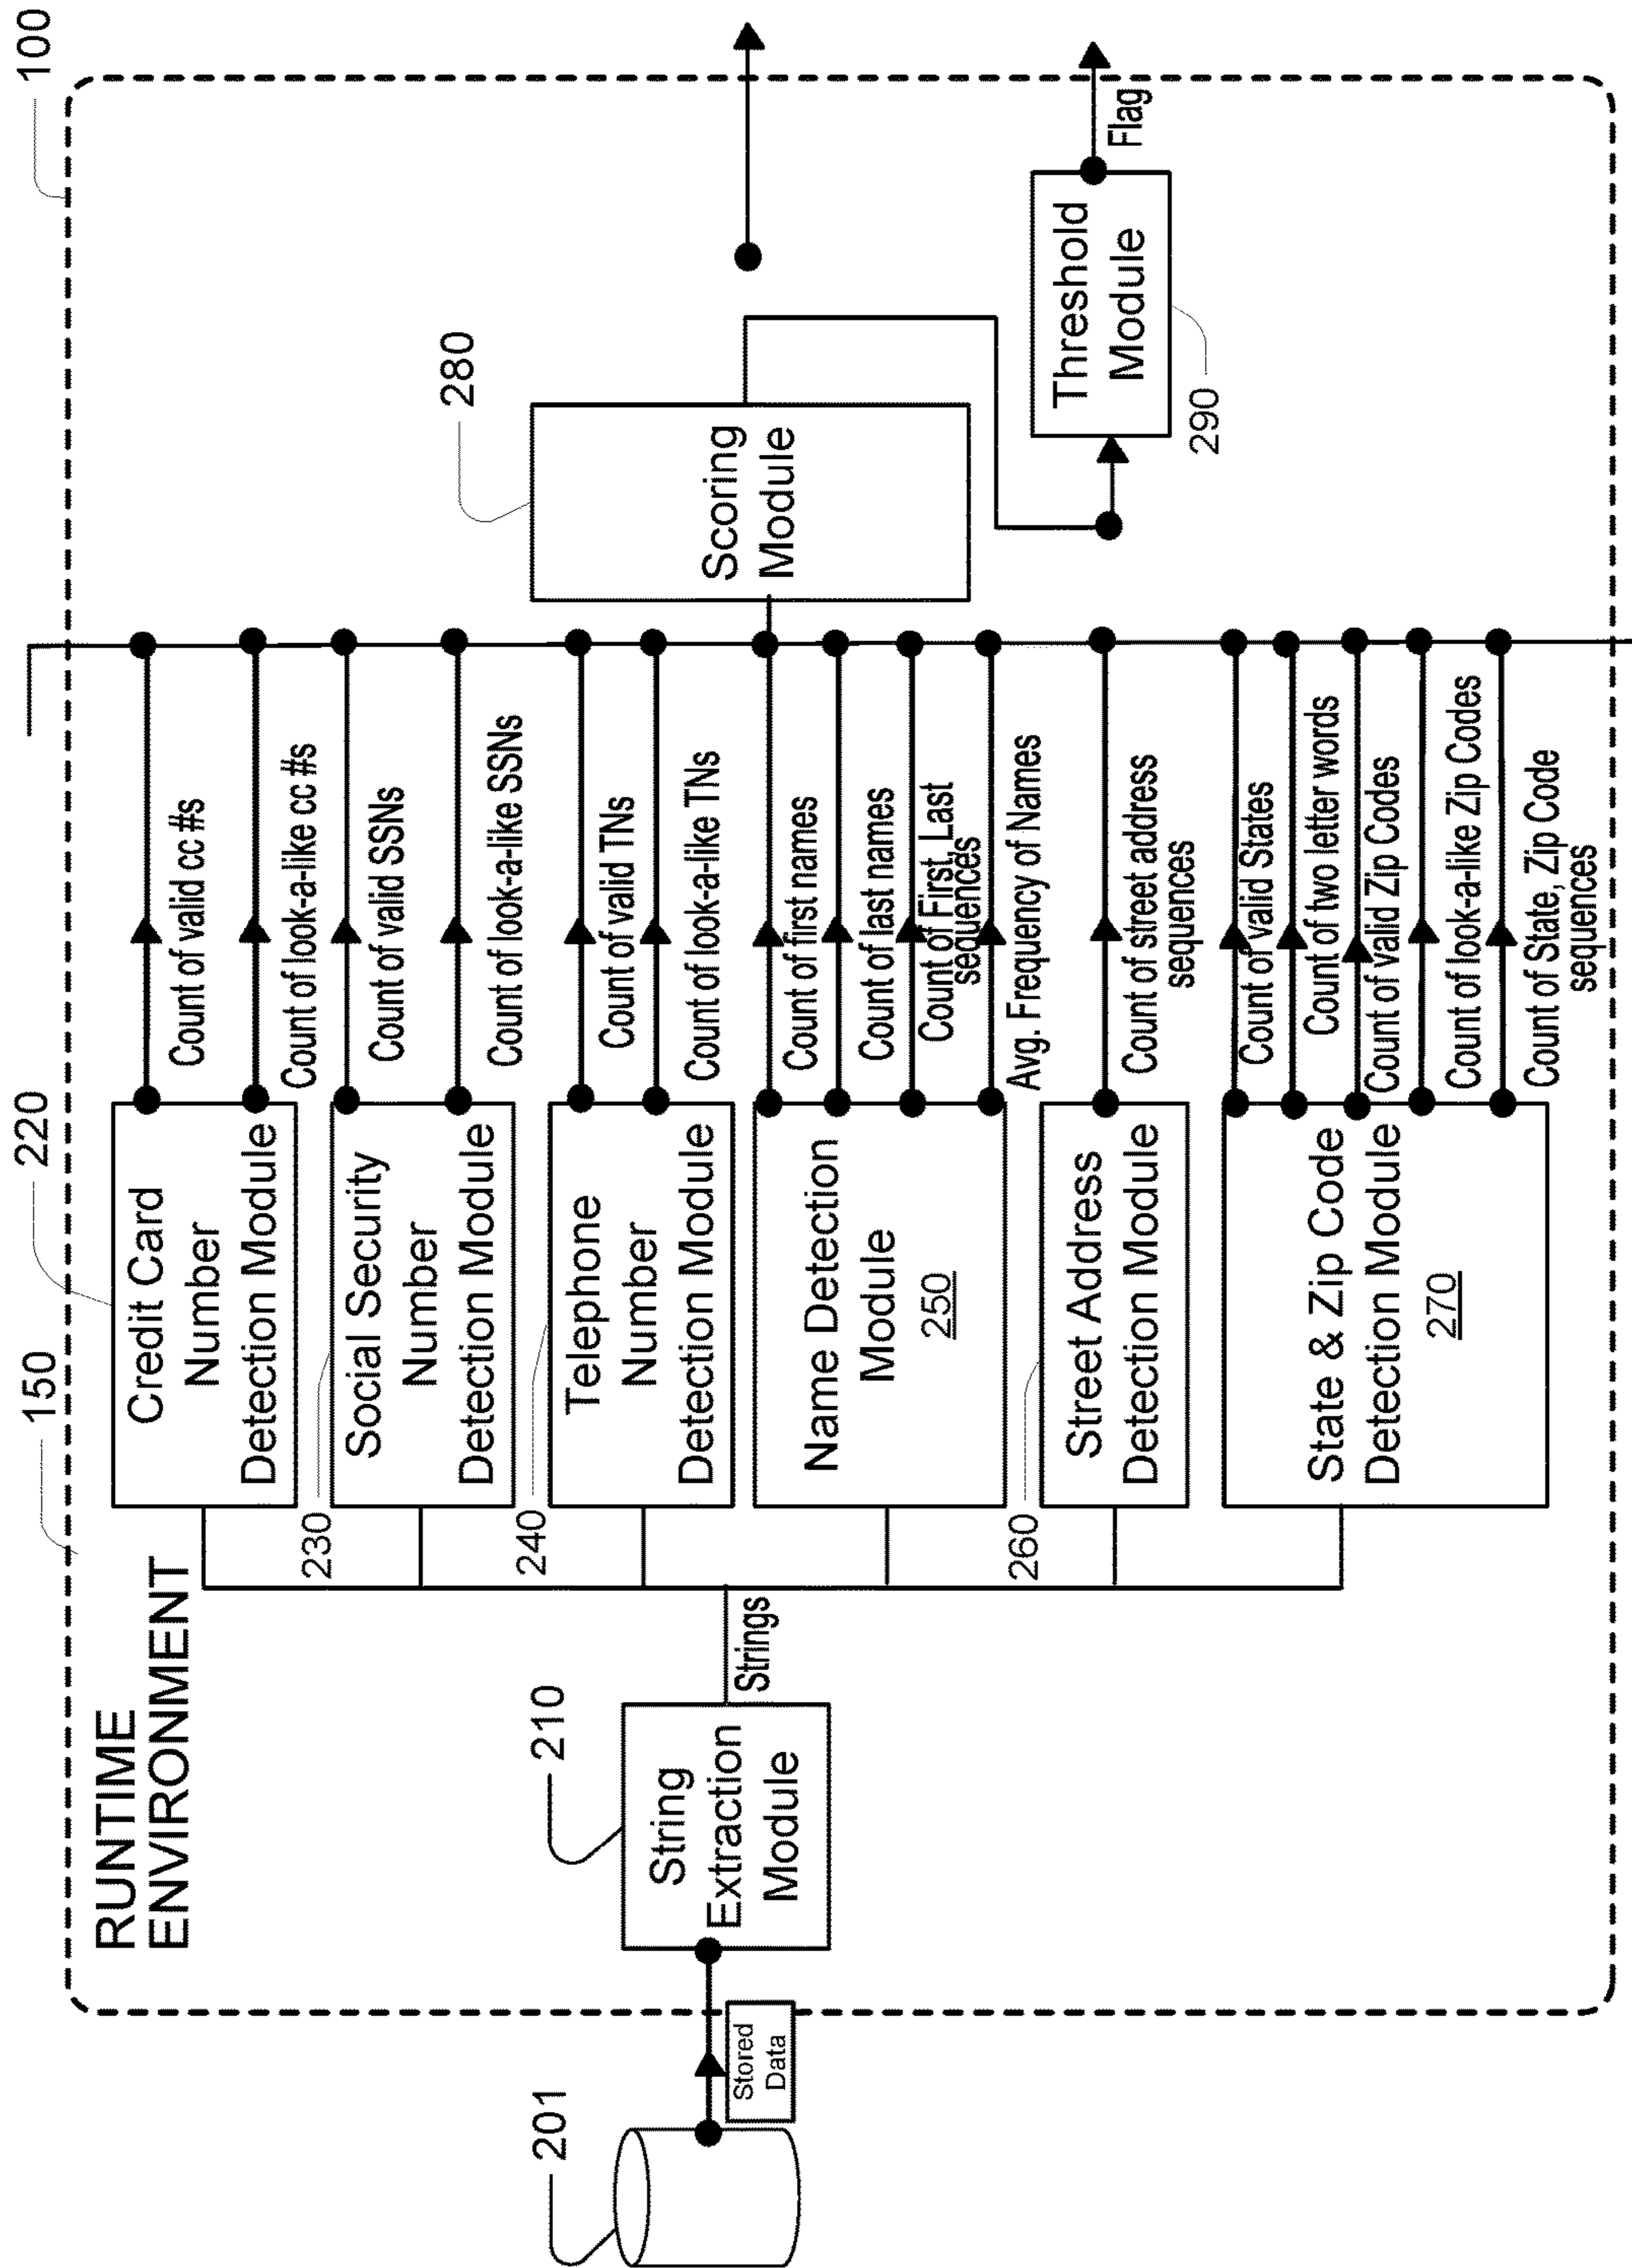 100
150
RUNTIME
ENVIRONMENT
201
Stored
Data
210
String
Extraction
Module
Strings
220
Credit Card
Number
Detection Module
230
Social Security
Number
Detection Module
240
Telephone
Number
Detection Module
Name Detection
Module
250
260
Street Address
Detection Module
State & Zip Code
Detection Module
270
Count of valid cc #s
Count of look-a-like cc #s
Count of valid SSNs
Count of look-a-like SSNs
Count of valid TNs
Count of look-a-like TNs
Count of first names
Count of last names
Count of First, Last
sequences
Avg. Frequency of Names
Count of street address
sequences
Count of valid States
Count of two letter words
Count of valid Zip Codes
Count of look-a-like Zip Codes
Count of State, Zip Code
sequences
280
Scoring
Module
Threshold
Module
290
Flag